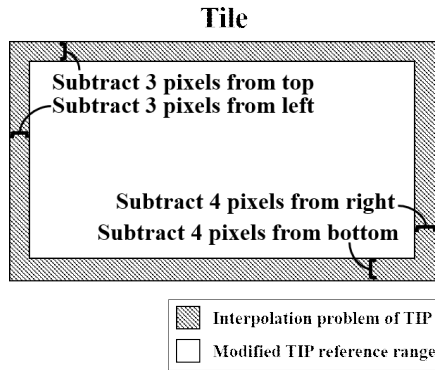 Tile
Subtract 3 pixels from top
Subtract 3 pixels from left
Subtract 4 pixels from right
Subtract 4 pixels from bottom
Interpolation problem of TIP
Modified TIP reference range